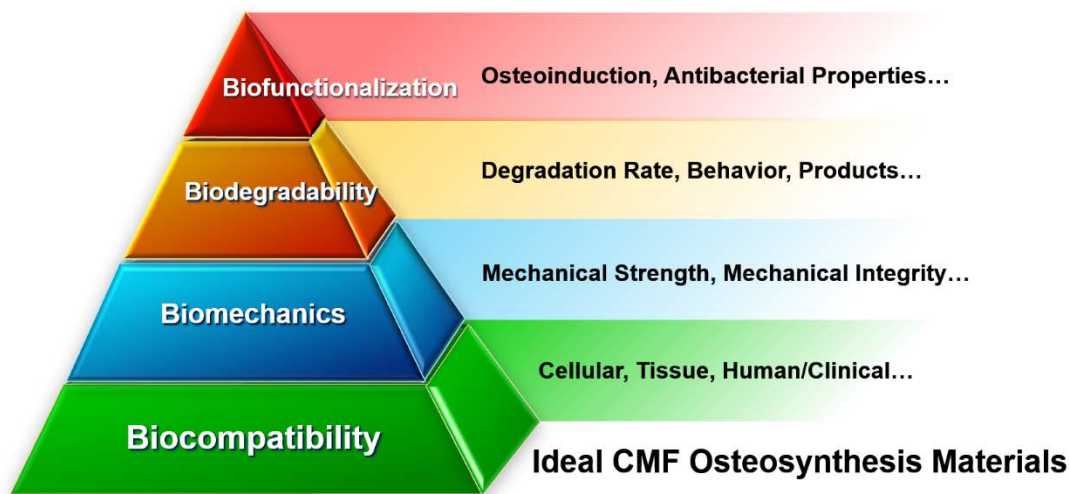 Biofunctionalization
Osteoinduction, Antibacterial Properties…
Biodegradability
Degradation Rate, Behavior, Products…
Biomechanics
Mechanical Strength, Mechanical Integrity…
Biocompatibility
Cellular, Tissue, Human/Clinical…
Ideal CMF Osteosynthesis Materials